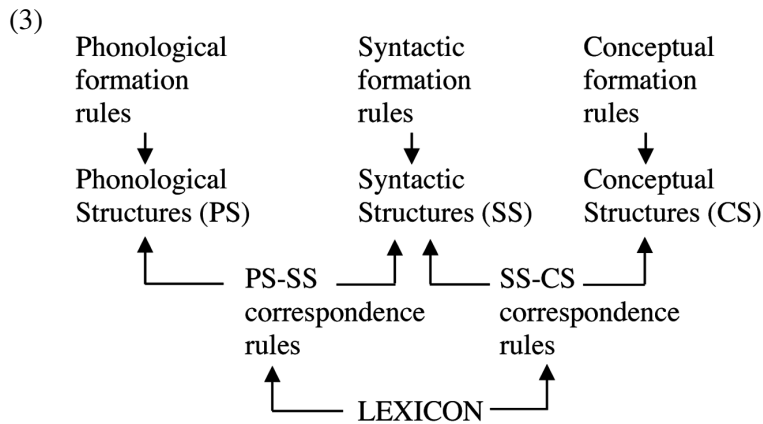 (3)
Phonological
formation
rules
Syntactic
formation
rules
Conceptual
formation
rules
Phonological
Structures (PS)
Syntactic
Structures (SS)
Conceptual
Structures (CS)
PS-SS
correspondence
rules
SS-CS
correspondence
rules
LEXICON